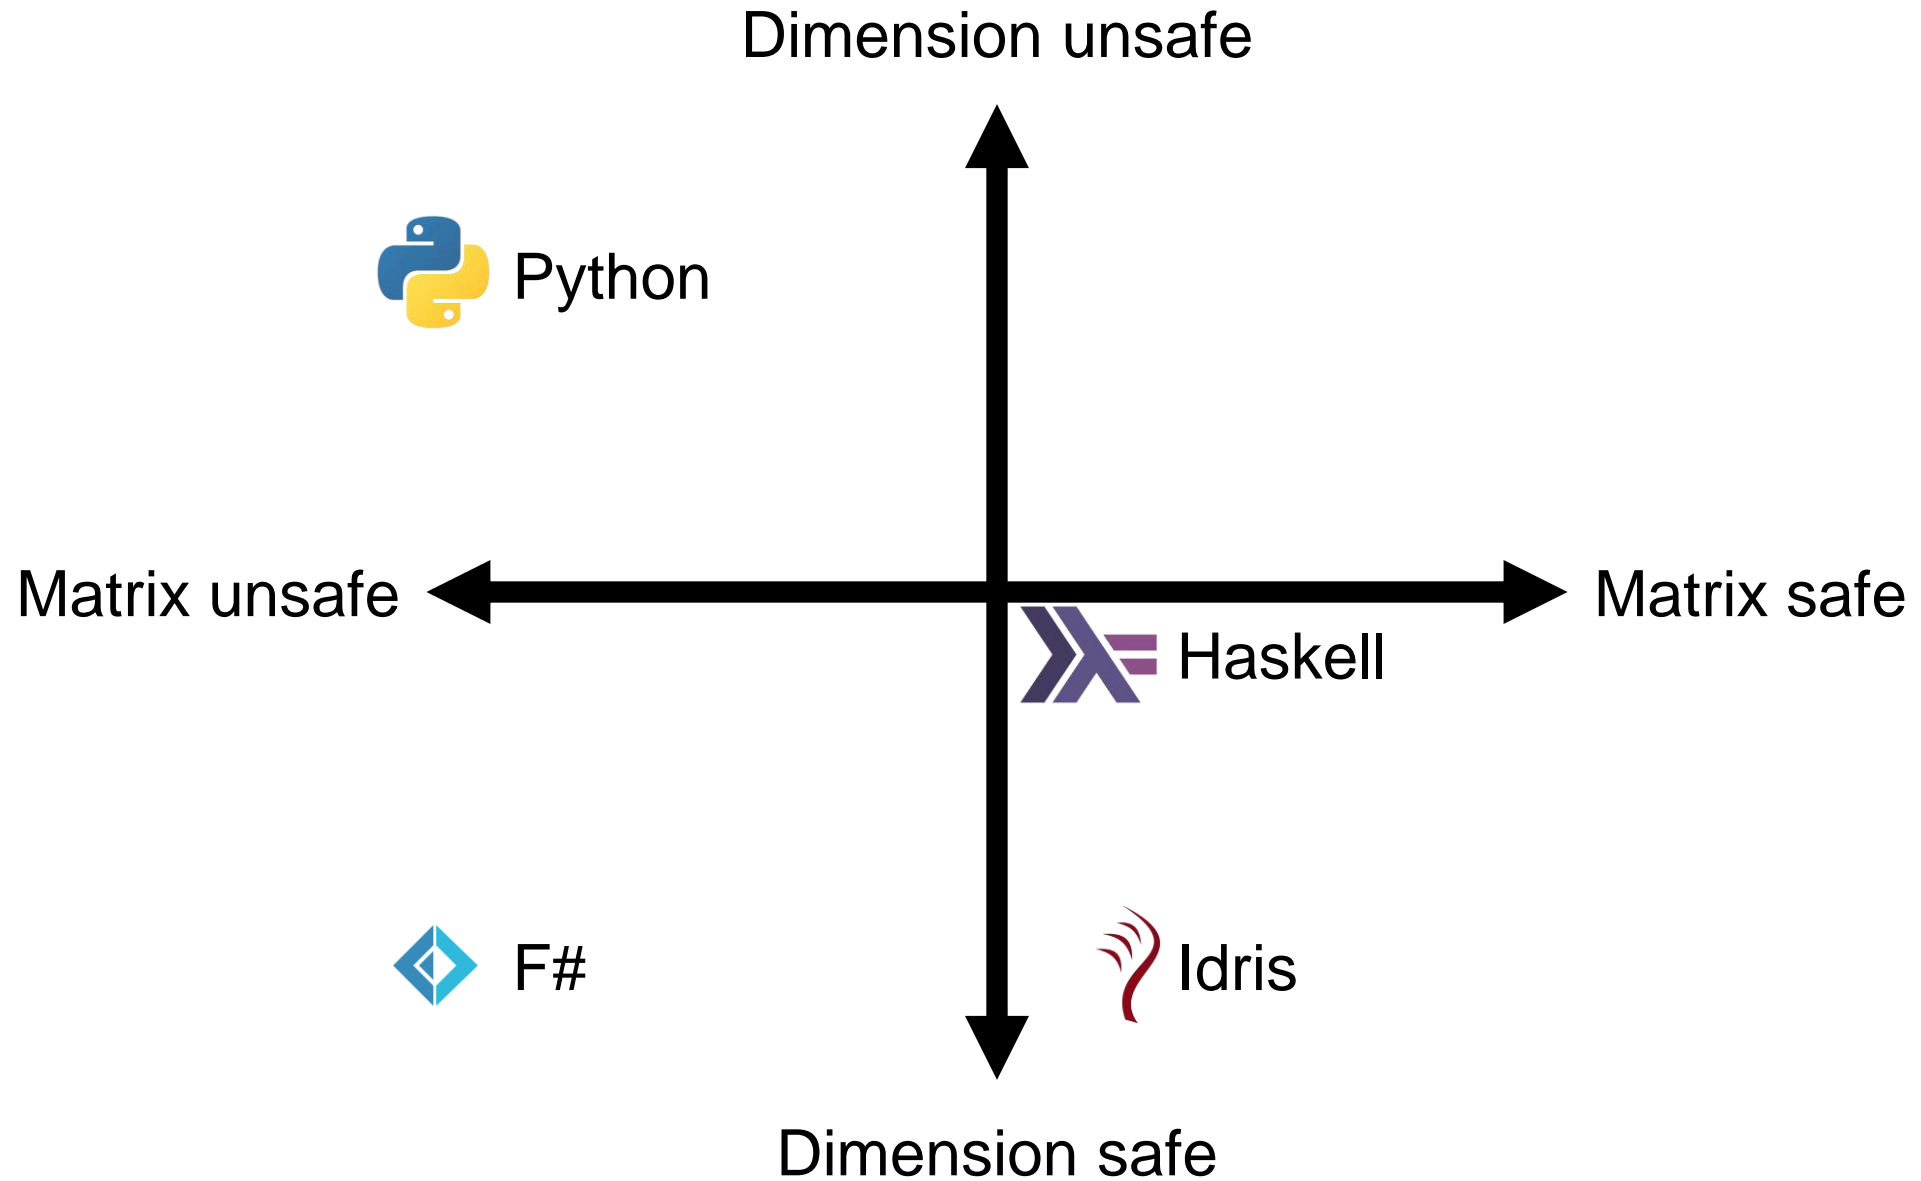 Dimension unsafe
Python
Matrix unsafe
Matrix safe
Haskell
F#
Idris
Dimension safe